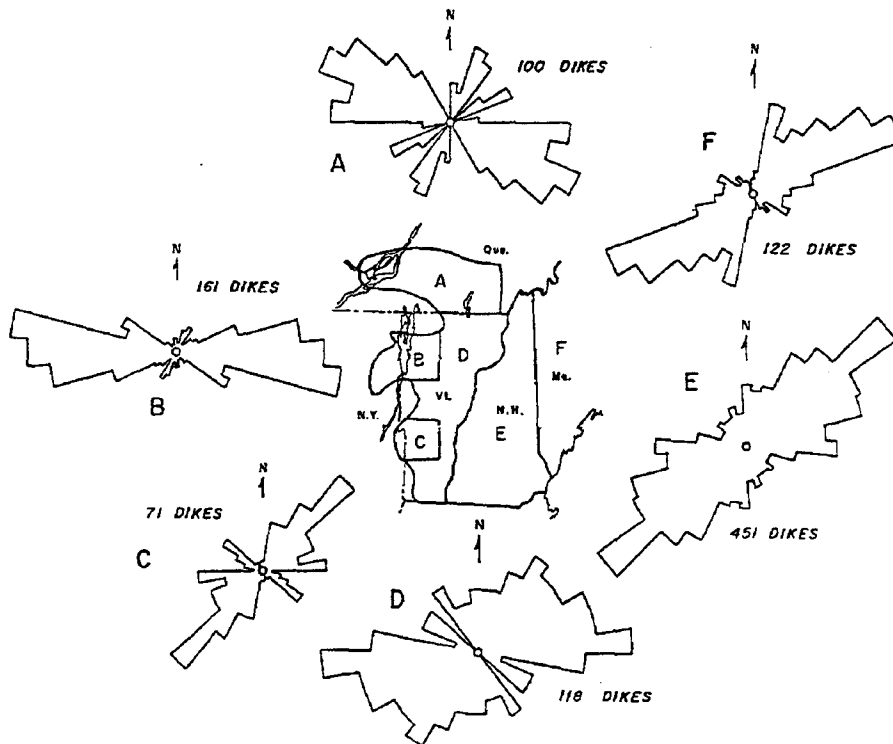 N
100 DIKES
A
N
F
122 DIKES
N
161 DIKES
B
Que.
A
B
D
F
Me.
Vt.
N.Y.
N.H.
E
C
N
E
451 DIKES
N
71 DIKES
C
N
D
118 DIKES